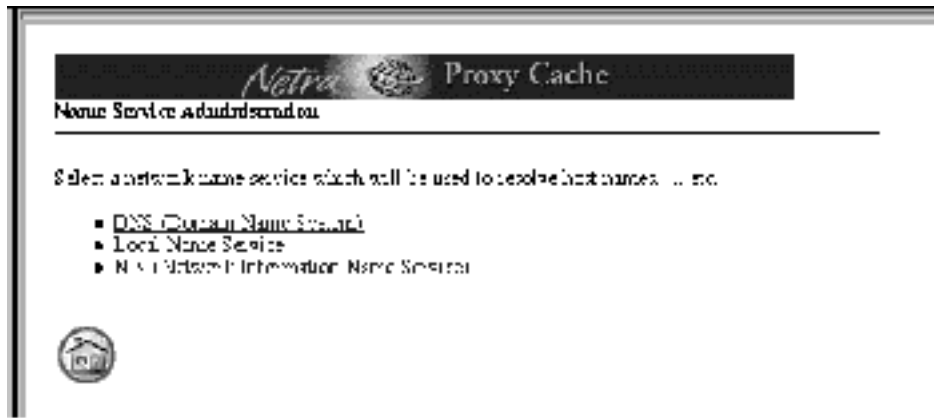 Netra Proxy Cache
Name Service Administration
Select a network name service which will be used to resolve host names, ... etc
DNS (Domain Name System)
Local Name Service
NIS (Network Information Name Service)